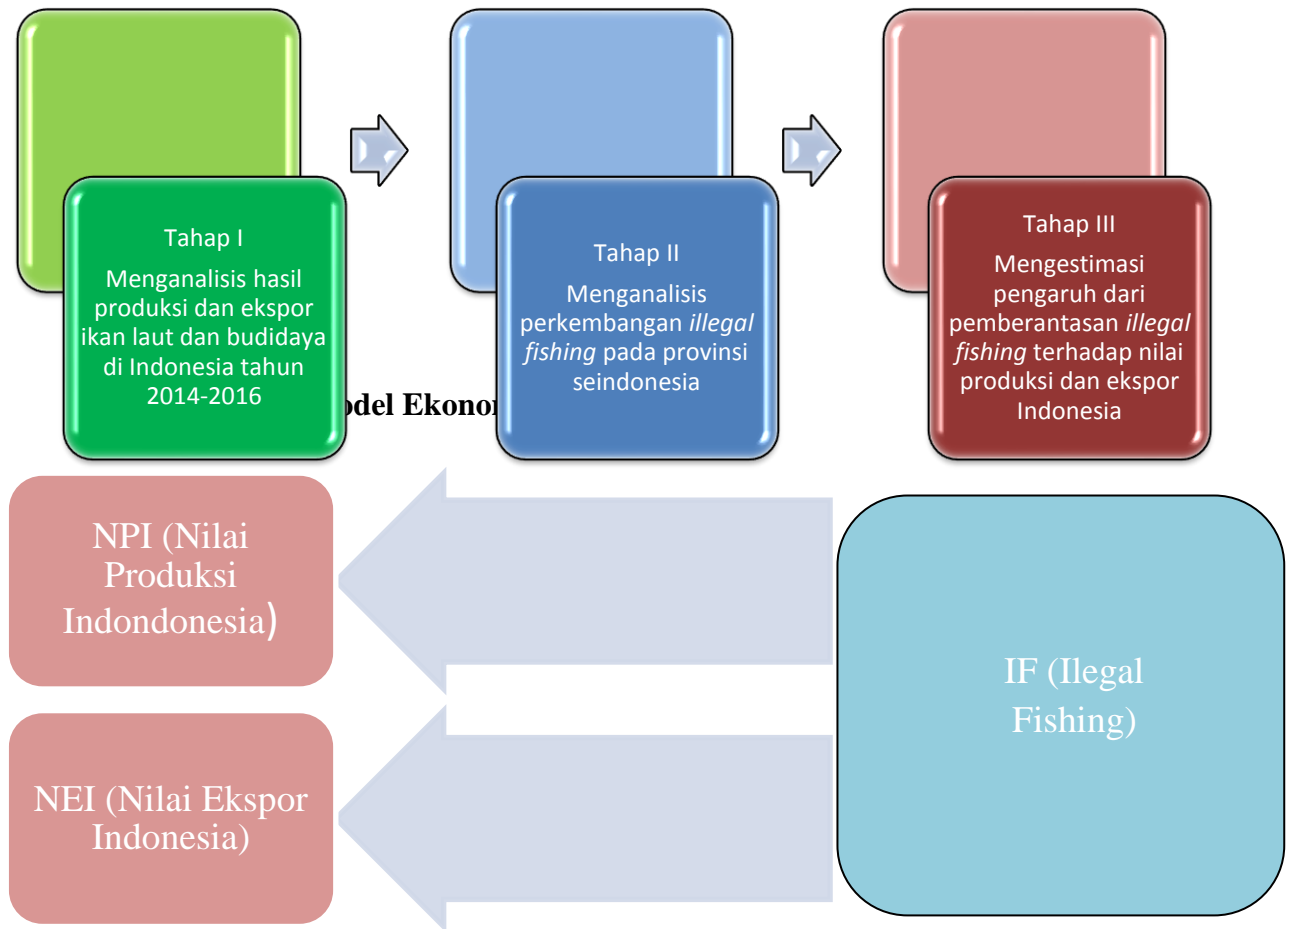 Tahap I
Menganalisis hasil
produksi dan ekspor
ikan laut dan budidaya
di Indonesia tahun
2014-2016
Tahap II
Menganalisis
perkembangan illegal
fishing pada provinsi
seindonesia
Tahap III
Mengestimasi
pengaruh dari
pemberantasan illegal
fishing terhadap nilai
produksi dan ekspor
Indonesia
NPI (Nilai
Produksi
Indondonesia)
NEI (Nilai Ekspor
Indonesia)
IF (Ilegal
Fishing)